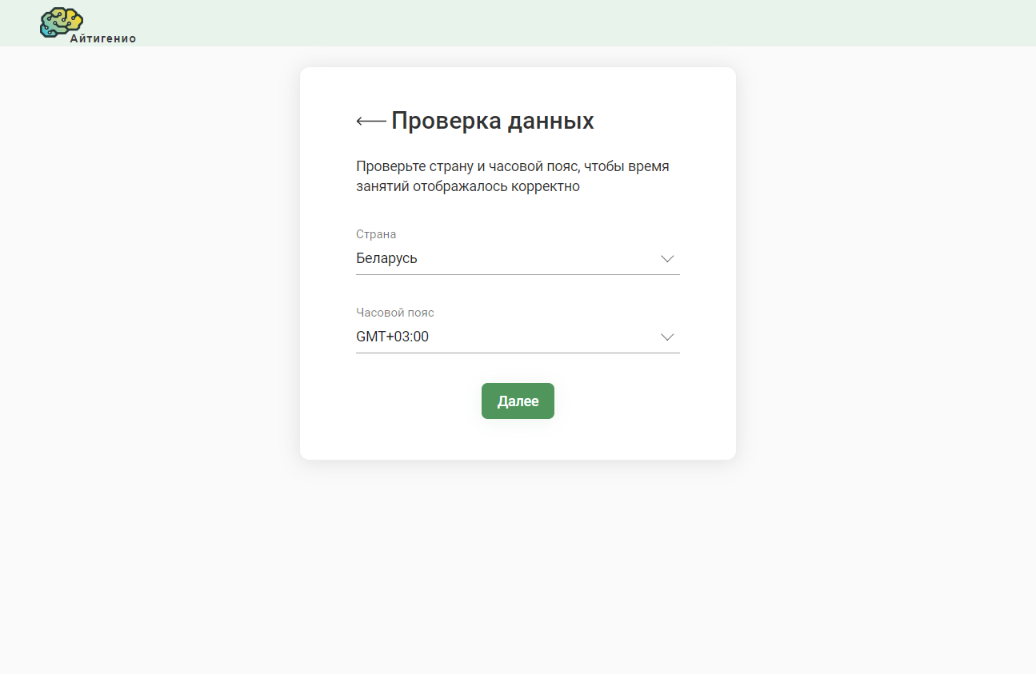 Айтигенио
Проверка данных
Проверьте страну и часовой пояс, чтобы время
занятий отображалось корректно
Страна
Беларусь
Часовой пояс
GMT+03:00
Далее